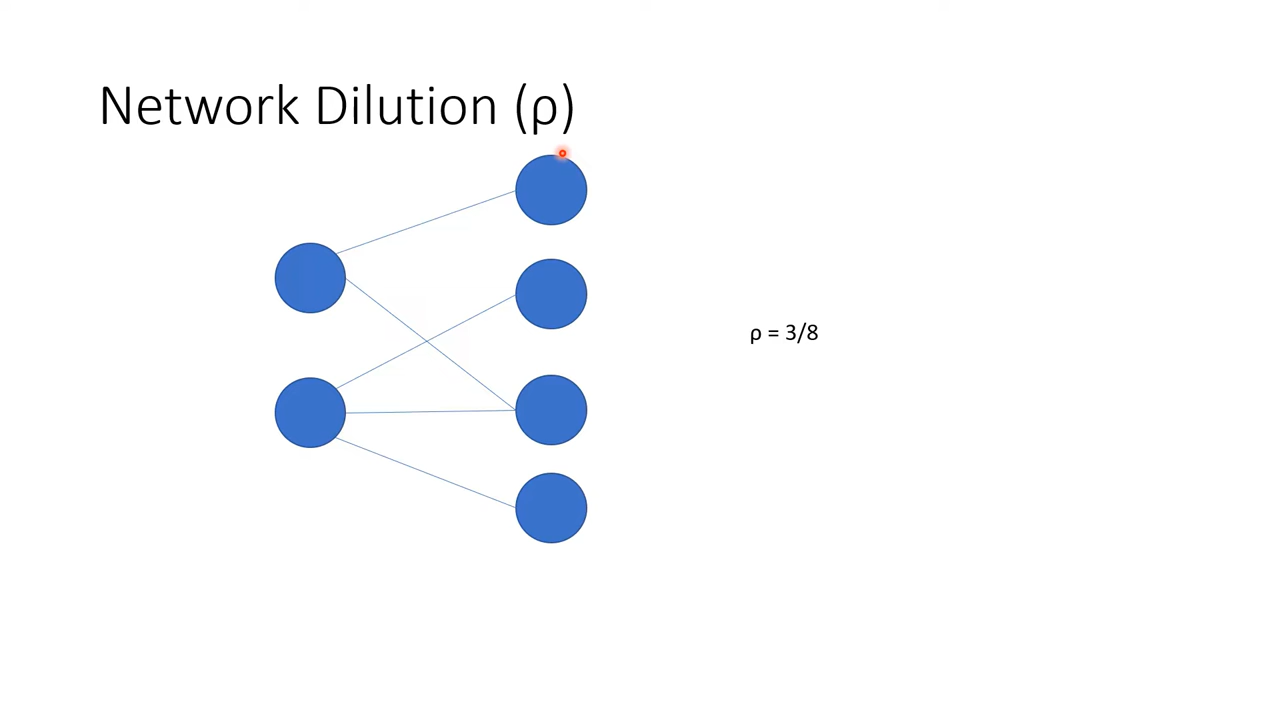 Network Dilution (ρ)
ρ = 3/8